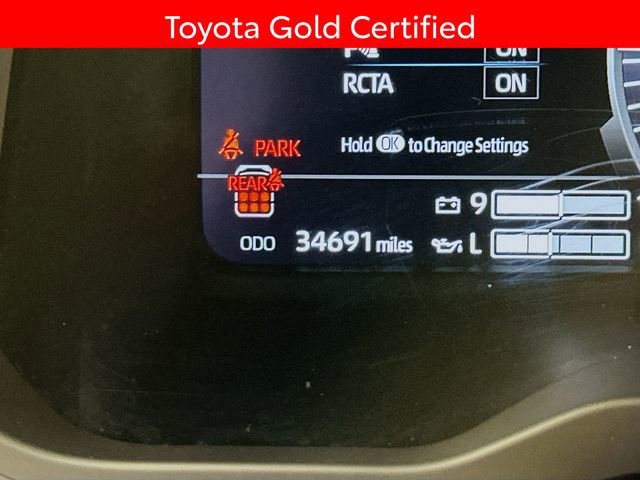 Toyota Gold Certified
ON
RCTA ON
Hold OK to Change Settings
PARK
REAR
9
ODO 34691 miles L